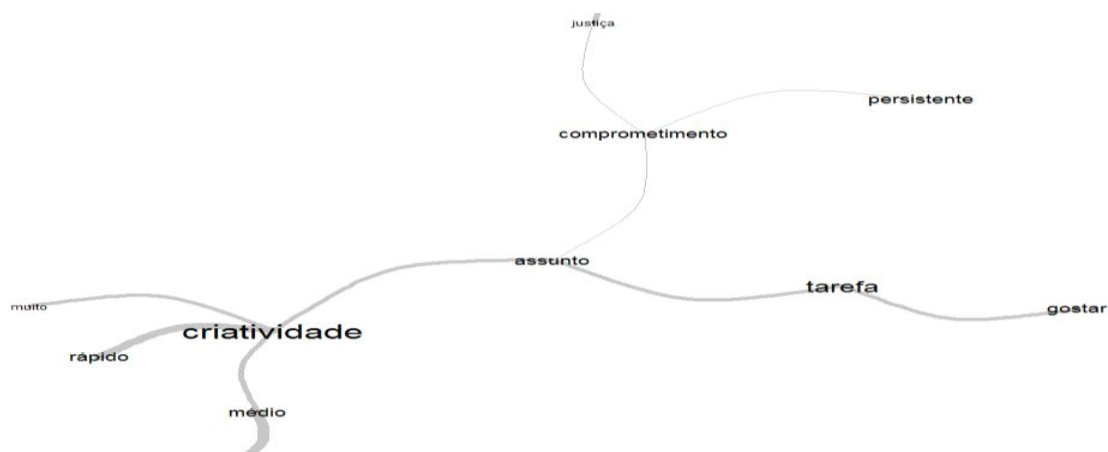 justiça
persistente
comprometimento
assunto
tarefa
muito
gostar
criatividade
rápido
médio